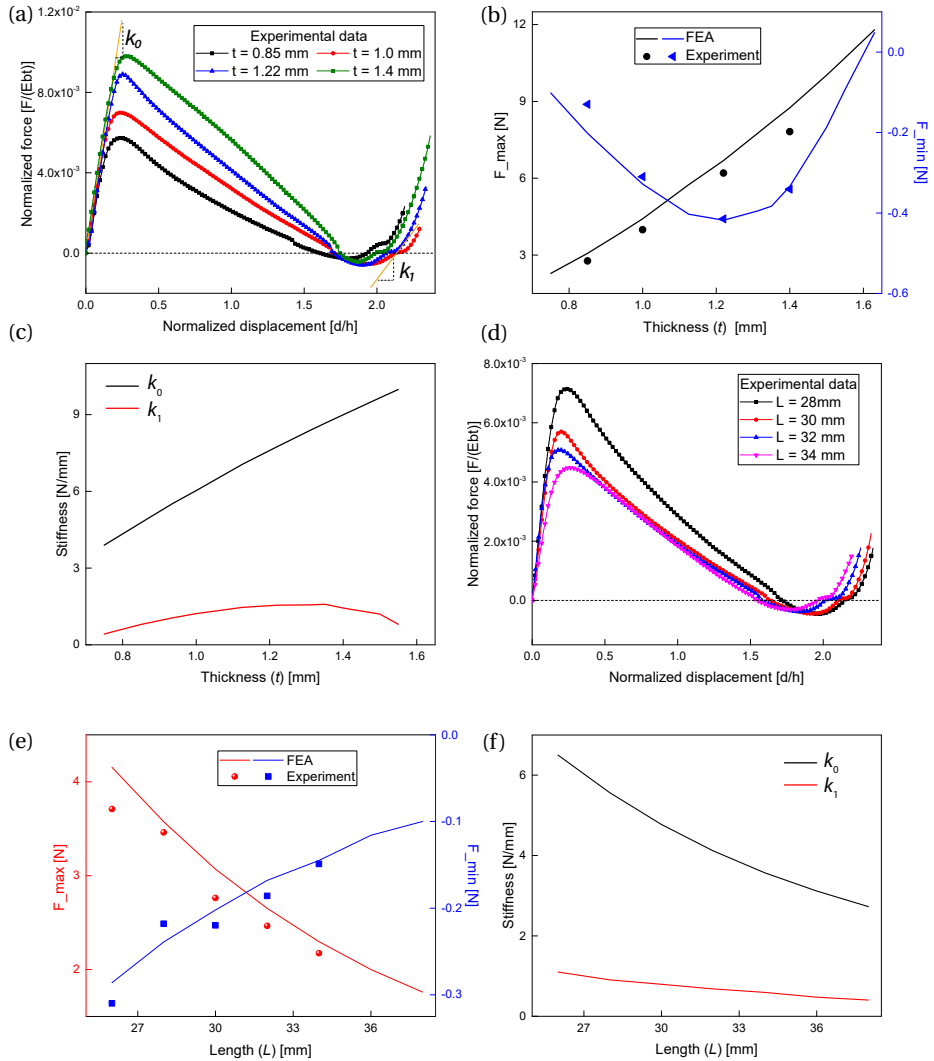 (a)
1.2x10⁻²
8.0x10⁻³
4.0x10⁻³
0.0
Normalized force [F/(Ebt)]
k₀
Experimental data
t = 0.85 mm t = 1.0 mm
t = 1.22 mm t = 1.4 mm
k₁
0.0 0.5 1.0 1.5 2.0
Normalized displacement [d/h]
(b)
12
9
6
3
F_max [N]
FEA
Experiment
0.0
-0.2
-0.4
-0.6
F_min [N]
0.8 1.0 1.2 1.4 1.6
Thickness (t) [mm]
(c)
k₀
k₁
9
6
3
0
Stiffness [N/mm]
0.8 1.0 1.2 1.4 1.6
Thickness (t) [mm]
(d)
8.0x10⁻³
6.0x10⁻³
4.0x10⁻³
2.0x10⁻³
0.0
Normalized force [F/(Ebt)]
Experimental data
L = 28mm
L = 30 mm
L = 32 mm
L = 34 mm
0.0 0.5 1.0 1.5 2.0
Normalized displacement [d/h]
(e)
4
3
2
F_max [N]
FEA
Experiment
0.0
-0.1
-0.2
-0.3
F_min [N]
27 30 33 36
Length (L) [mm]
(f)
k₀
k₁
6
4
2
0
Stiffness [N/mm]
27 30 33 36
Length (L) [mm]